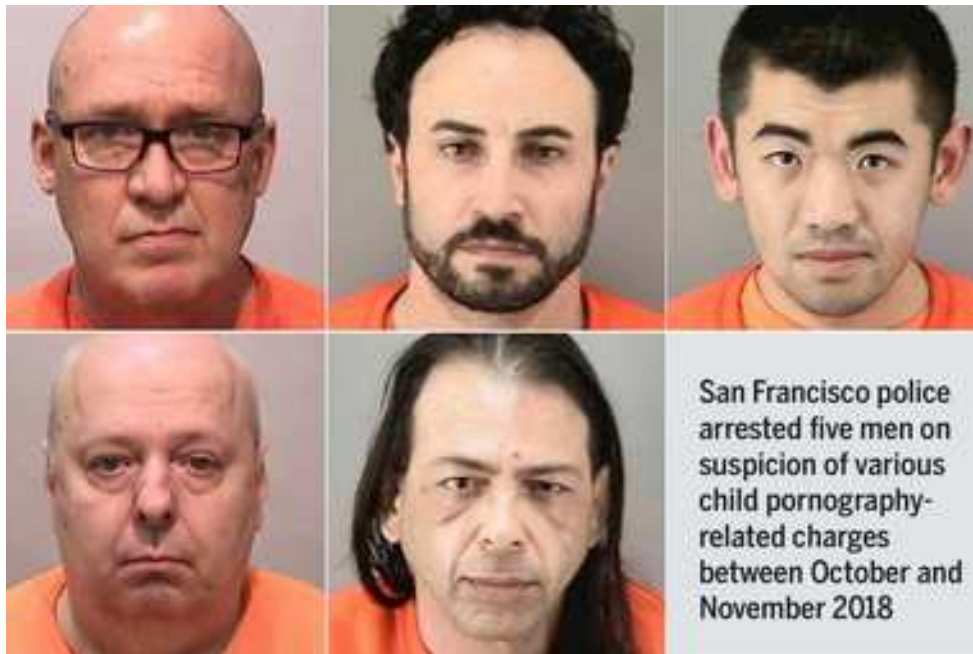 San Francisco police
arrested five men on
suspicion of various
child pornography-
related charges
between October and
November 2018